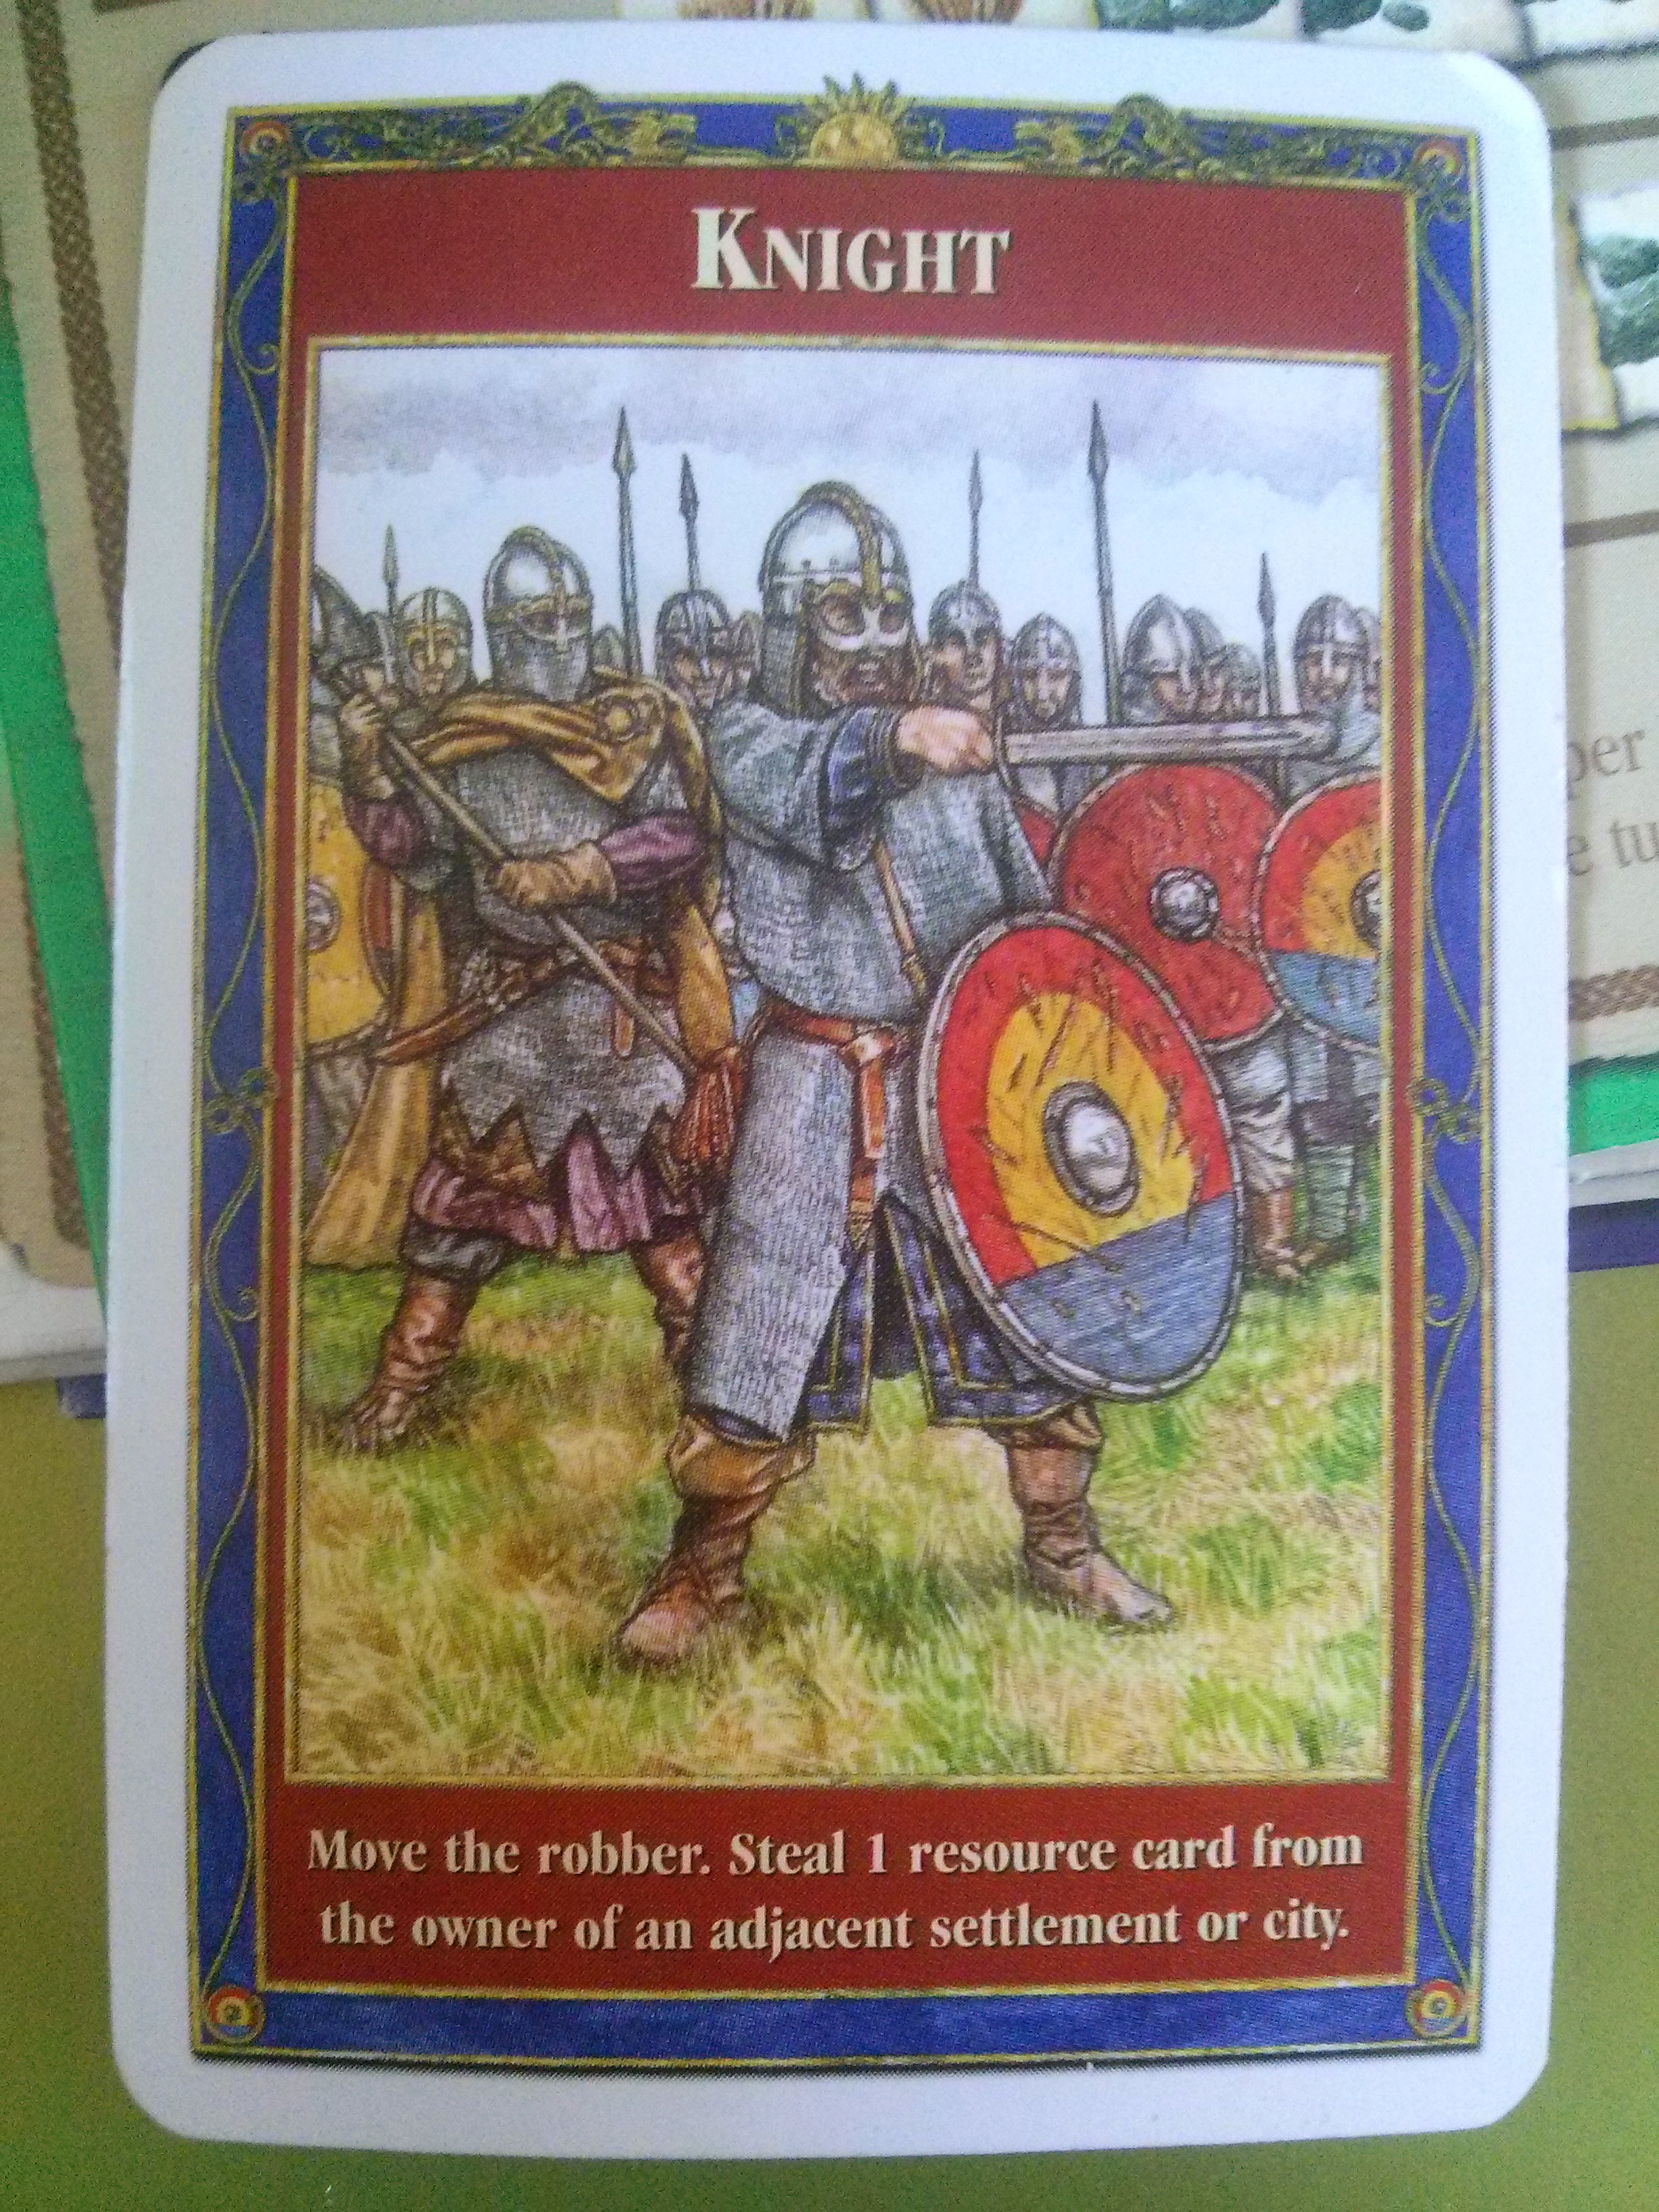 KNIGHT
Move the robber. Steal 1 resource card from
the owner of an adjacent settlement or city.